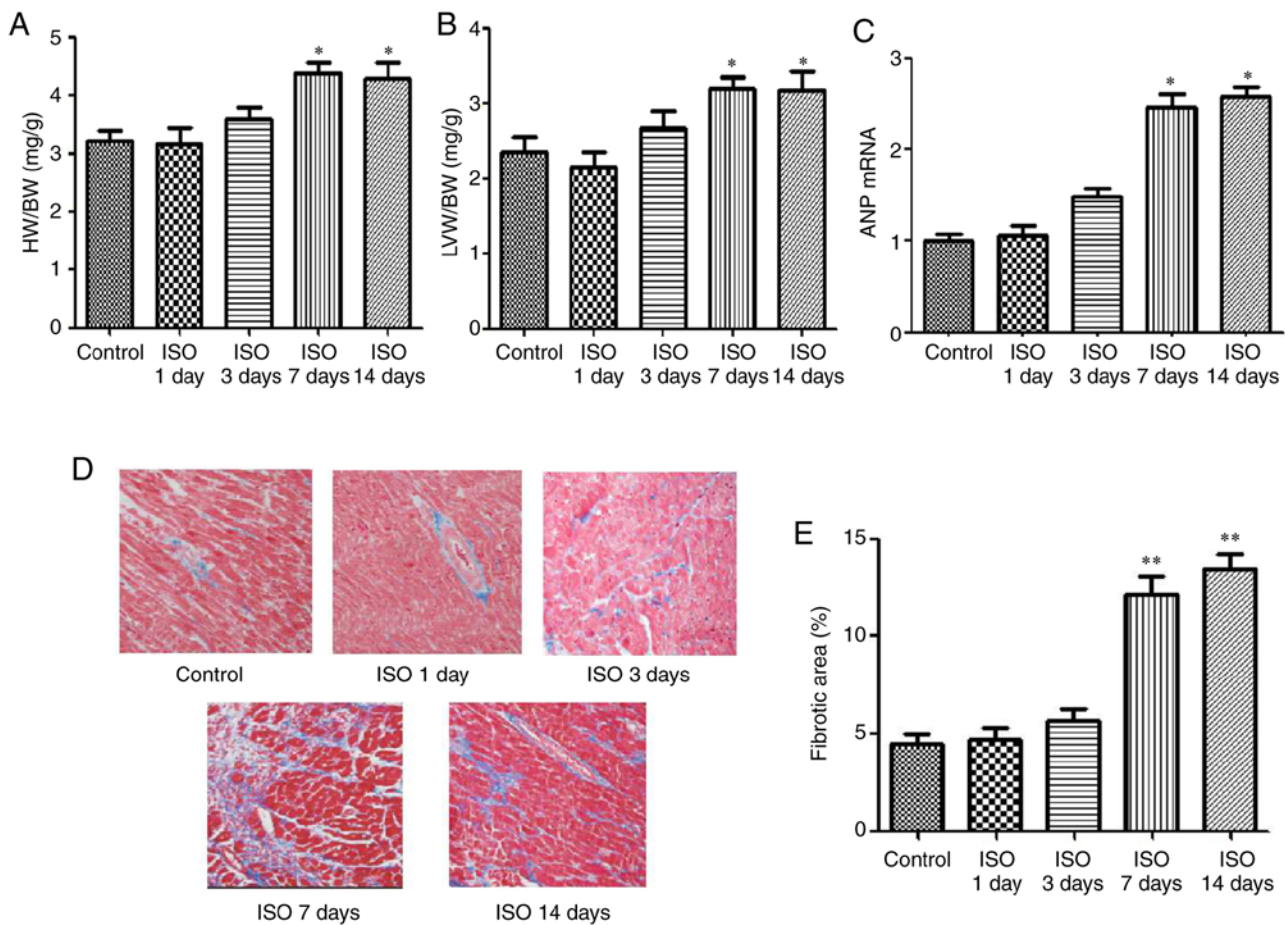 A
HW/BW (mg/g)
6
5
4
3
2
1
0
* *
Control ISO ISO ISO ISO
1 day 3 days 7 days 14 days
B
LVW/BW (mg/g)
4
3
2
1
0
* *
Control ISO ISO ISO ISO
1 day 3 days 7 days 14 days
C
ANP mRNA
3
2
1
0
* *
Control ISO ISO ISO ISO
1 day 3 days 7 days 14 days
D
Control ISO 1 day ISO 3 days
ISO 7 days ISO 14 days
E
Fibrotic area (%)
15
10
5
0
** **
Control ISO ISO ISO ISO
1 day 3 days 7 days 14 days